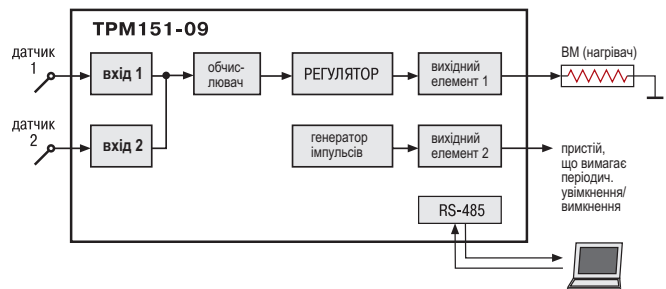 ТРМ151-09
датчик
1
вхід 1
обчис-
лювач
РЕГУЛЯТОР
вихідний
елемент 1
ВМ (нагрівач)
датчик
2
вхід 2
генератор
імпульсів
вихідний
елемент 2
пристій,
що вимагає
періодич.
увімкнення/
вимкнення
RS-485